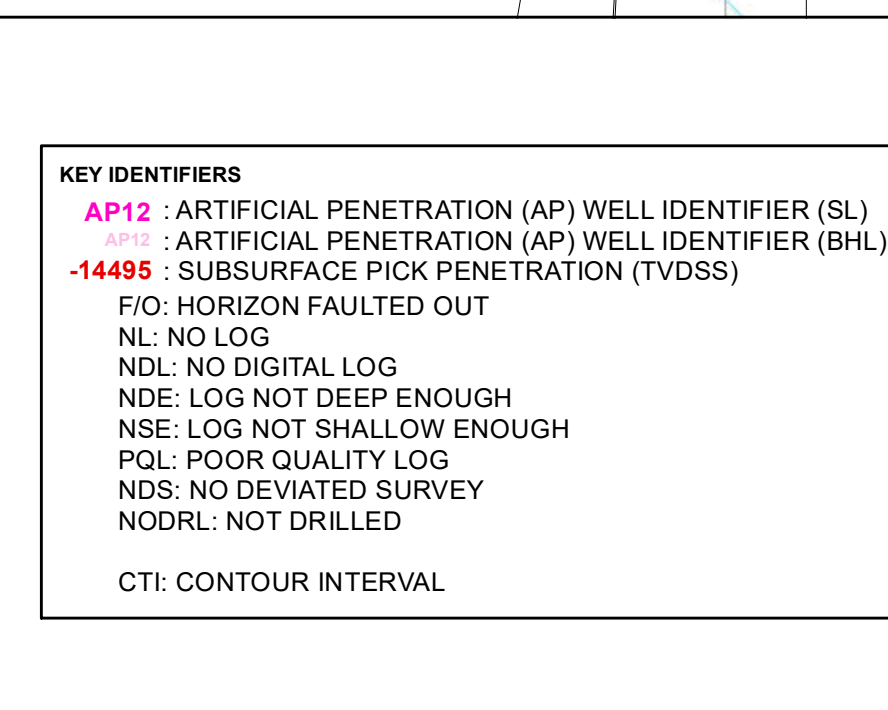 KEY IDENTIFIERS
AP12 : ARTIFICIAL PENETRATION (AP) WELL IDENTIFIER (SL)
AP12 : ARTIFICIAL PENETRATION (AP) WELL IDENTIFIER (BHL)
-14495 : SUBSURFACE PICK PENETRATION (TVDSS)
F/O: HORIZON FAULTED OUT
NL: NO LOG
NDL: NO DIGITAL LOG
NDE: LOG NOT DEEP ENOUGH
NSE: LOG NOT SHALLOW ENOUGH
PQL: POOR QUALITY LOG
NDS: NO DEVIATED SURVEY
NODRL: NOT DRILLED
CTI: CONTOUR INTERVAL